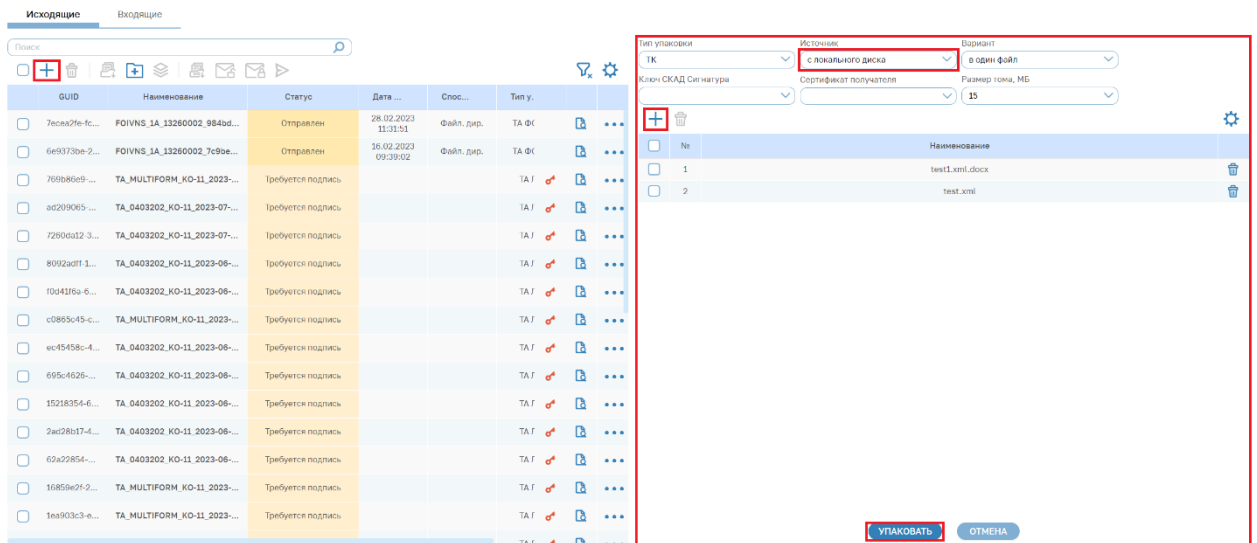 Исходящие Входящие
Поиск
GUID Наименование Статус Дата ... Спос... Тип у.
7ecea2fe-fc... FOIVNS_1A_13260002_984bd... Отправлен 28.02.2023 11:31:51 Файл. дир. ТА ФС
6e9373be-2... FOIVNS_1A_13260002_7c9be... Отправлен 16.02.2023 09:39:02 Файл. дир. ТА ФС
769b86e9-... TA_MULTIFORM_KO-11_2023-... Требуется подпись
ad209065-... TA_0403202_KO-11_2023-07-... Требуется подпись
7260da12-3... TA_0403202_KO-11_2023-07-... Требуется подпись
8092adff-1... TA_0403202_KO-11_2023-06-... Требуется подпись
f0d41f6a-6... TA_0403202_KO-11_2023-06-... Требуется подпись
c0865c45-c... TA_MULTIFORM_KO-11_2023-... Требуется подпись
ec45458c-4... TA_0403202_KO-11_2023-06-... Требуется подпись
695c4626-... TA_0403202_KO-11_2023-06-... Требуется подпись
15218354-6... TA_0403202_KO-11_2023-06-... Требуется подпись
2ad28b17-4... TA_0403202_KO-11_2023-06-... Требуется подпись
62a22854-... TA_0403202_KO-11_2023-06-... Требуется подпись
16859e2f-2... TA_MULTIFORM_KO-11_2023-... Требуется подпись
1ea903c3-e... TA_MULTIFORM_KO-11_2023-... Требуется подпись
Тип упаковки Источник Вариант
ТК с локального диска в один файл
Ключ СКАД Сигнатура Сертификат получателя Размер тома, МБ
15
№ Наименование
1 test1.xml.docx
2 test.xml
УПАКОВАТЬ ОТМЕНА